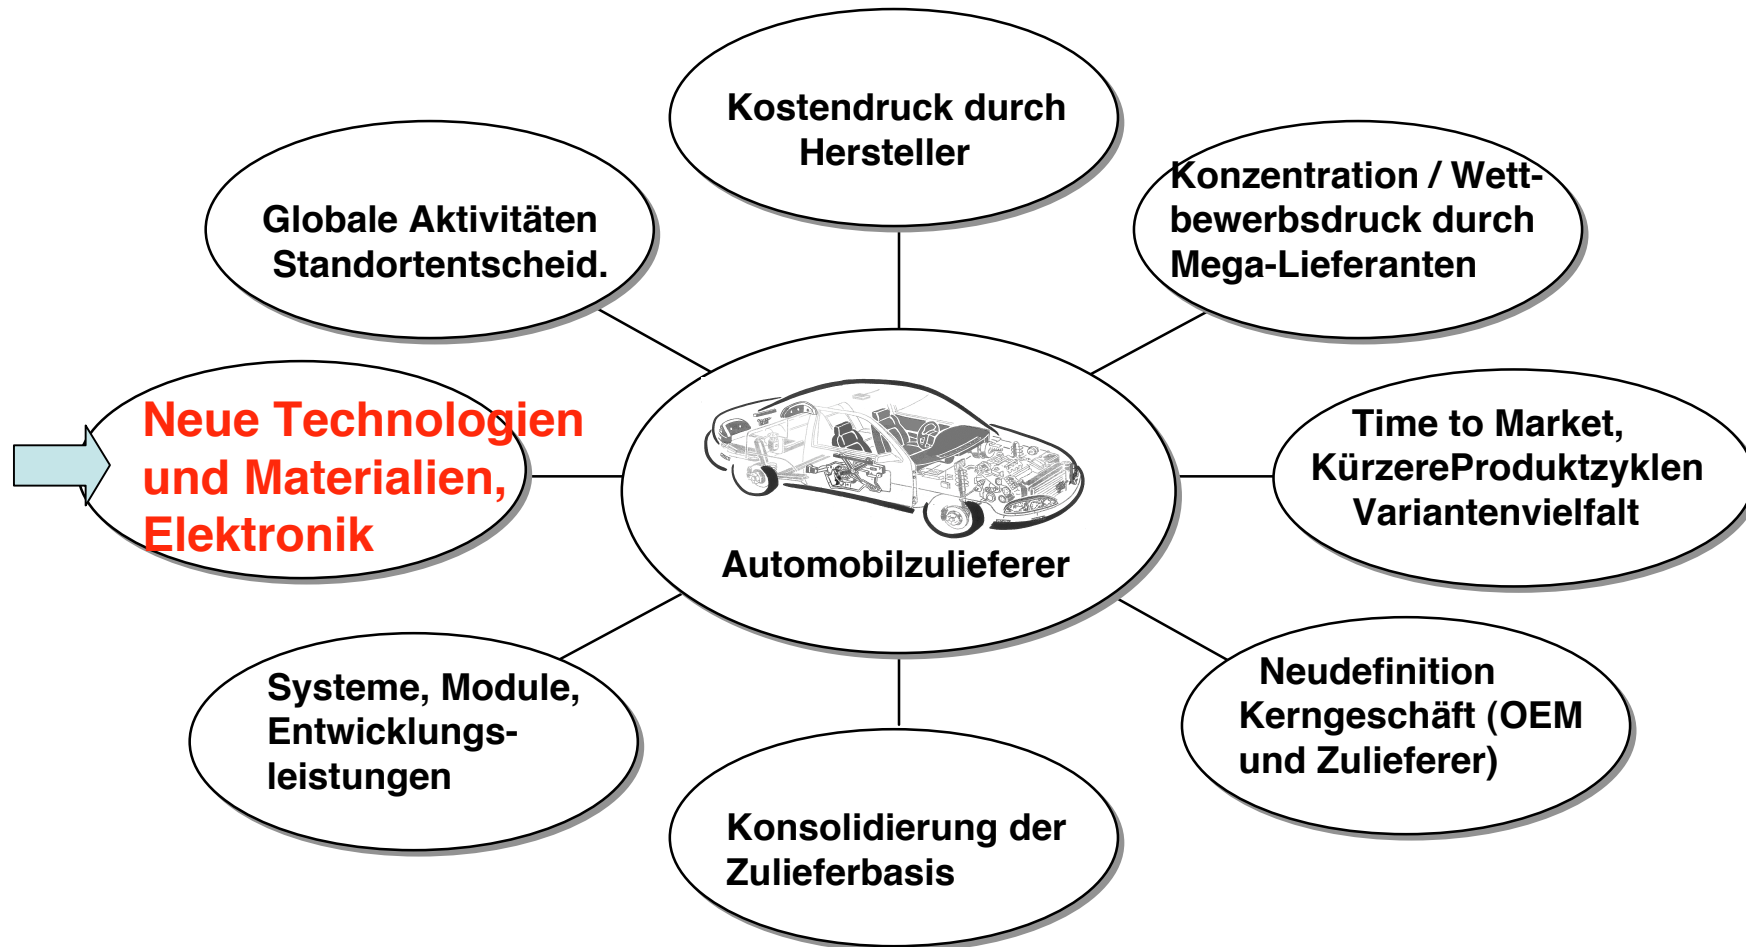 Kostendruck durch
Hersteller
Konzentration / Wett-
bewerbsdruck durch
Mega-Lieferanten
Globale Aktivitäten
Standortentscheid.
Neue Technologien
und Materialien,
Elektronik
Time to Market,
KürzereProduktzyklen
Variantenvielfalt
Automobilzulieferer
Systeme, Module,
Entwicklungs-
leistungen
Neudefinition
Kerngeschäft (OEM
und Zulieferer)
Konsolidierung der
Zulieferbasis